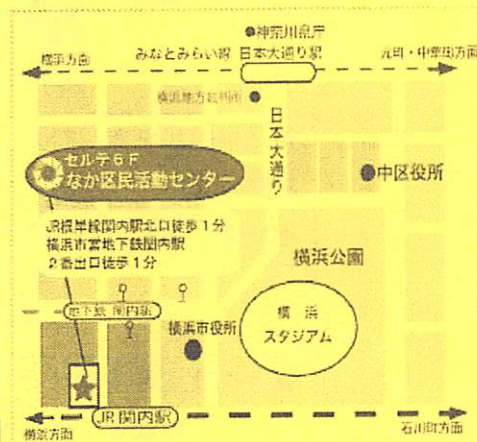 神奈川県庁
横浜方面
みなとみらい線
日本大通り駅
元町・中華街方面
横浜地方裁判所
日本大通り
セルテ6F
なか区民活動センター
中区役所
JR根岸線関内駅北口徒歩1分
横浜市営地下鉄関内駅
2番出口徒歩1分
横浜公園
地下鉄 関内駅
横浜市役所
横浜
スタジアム
JR関内駅
横浜方面
石川町方面